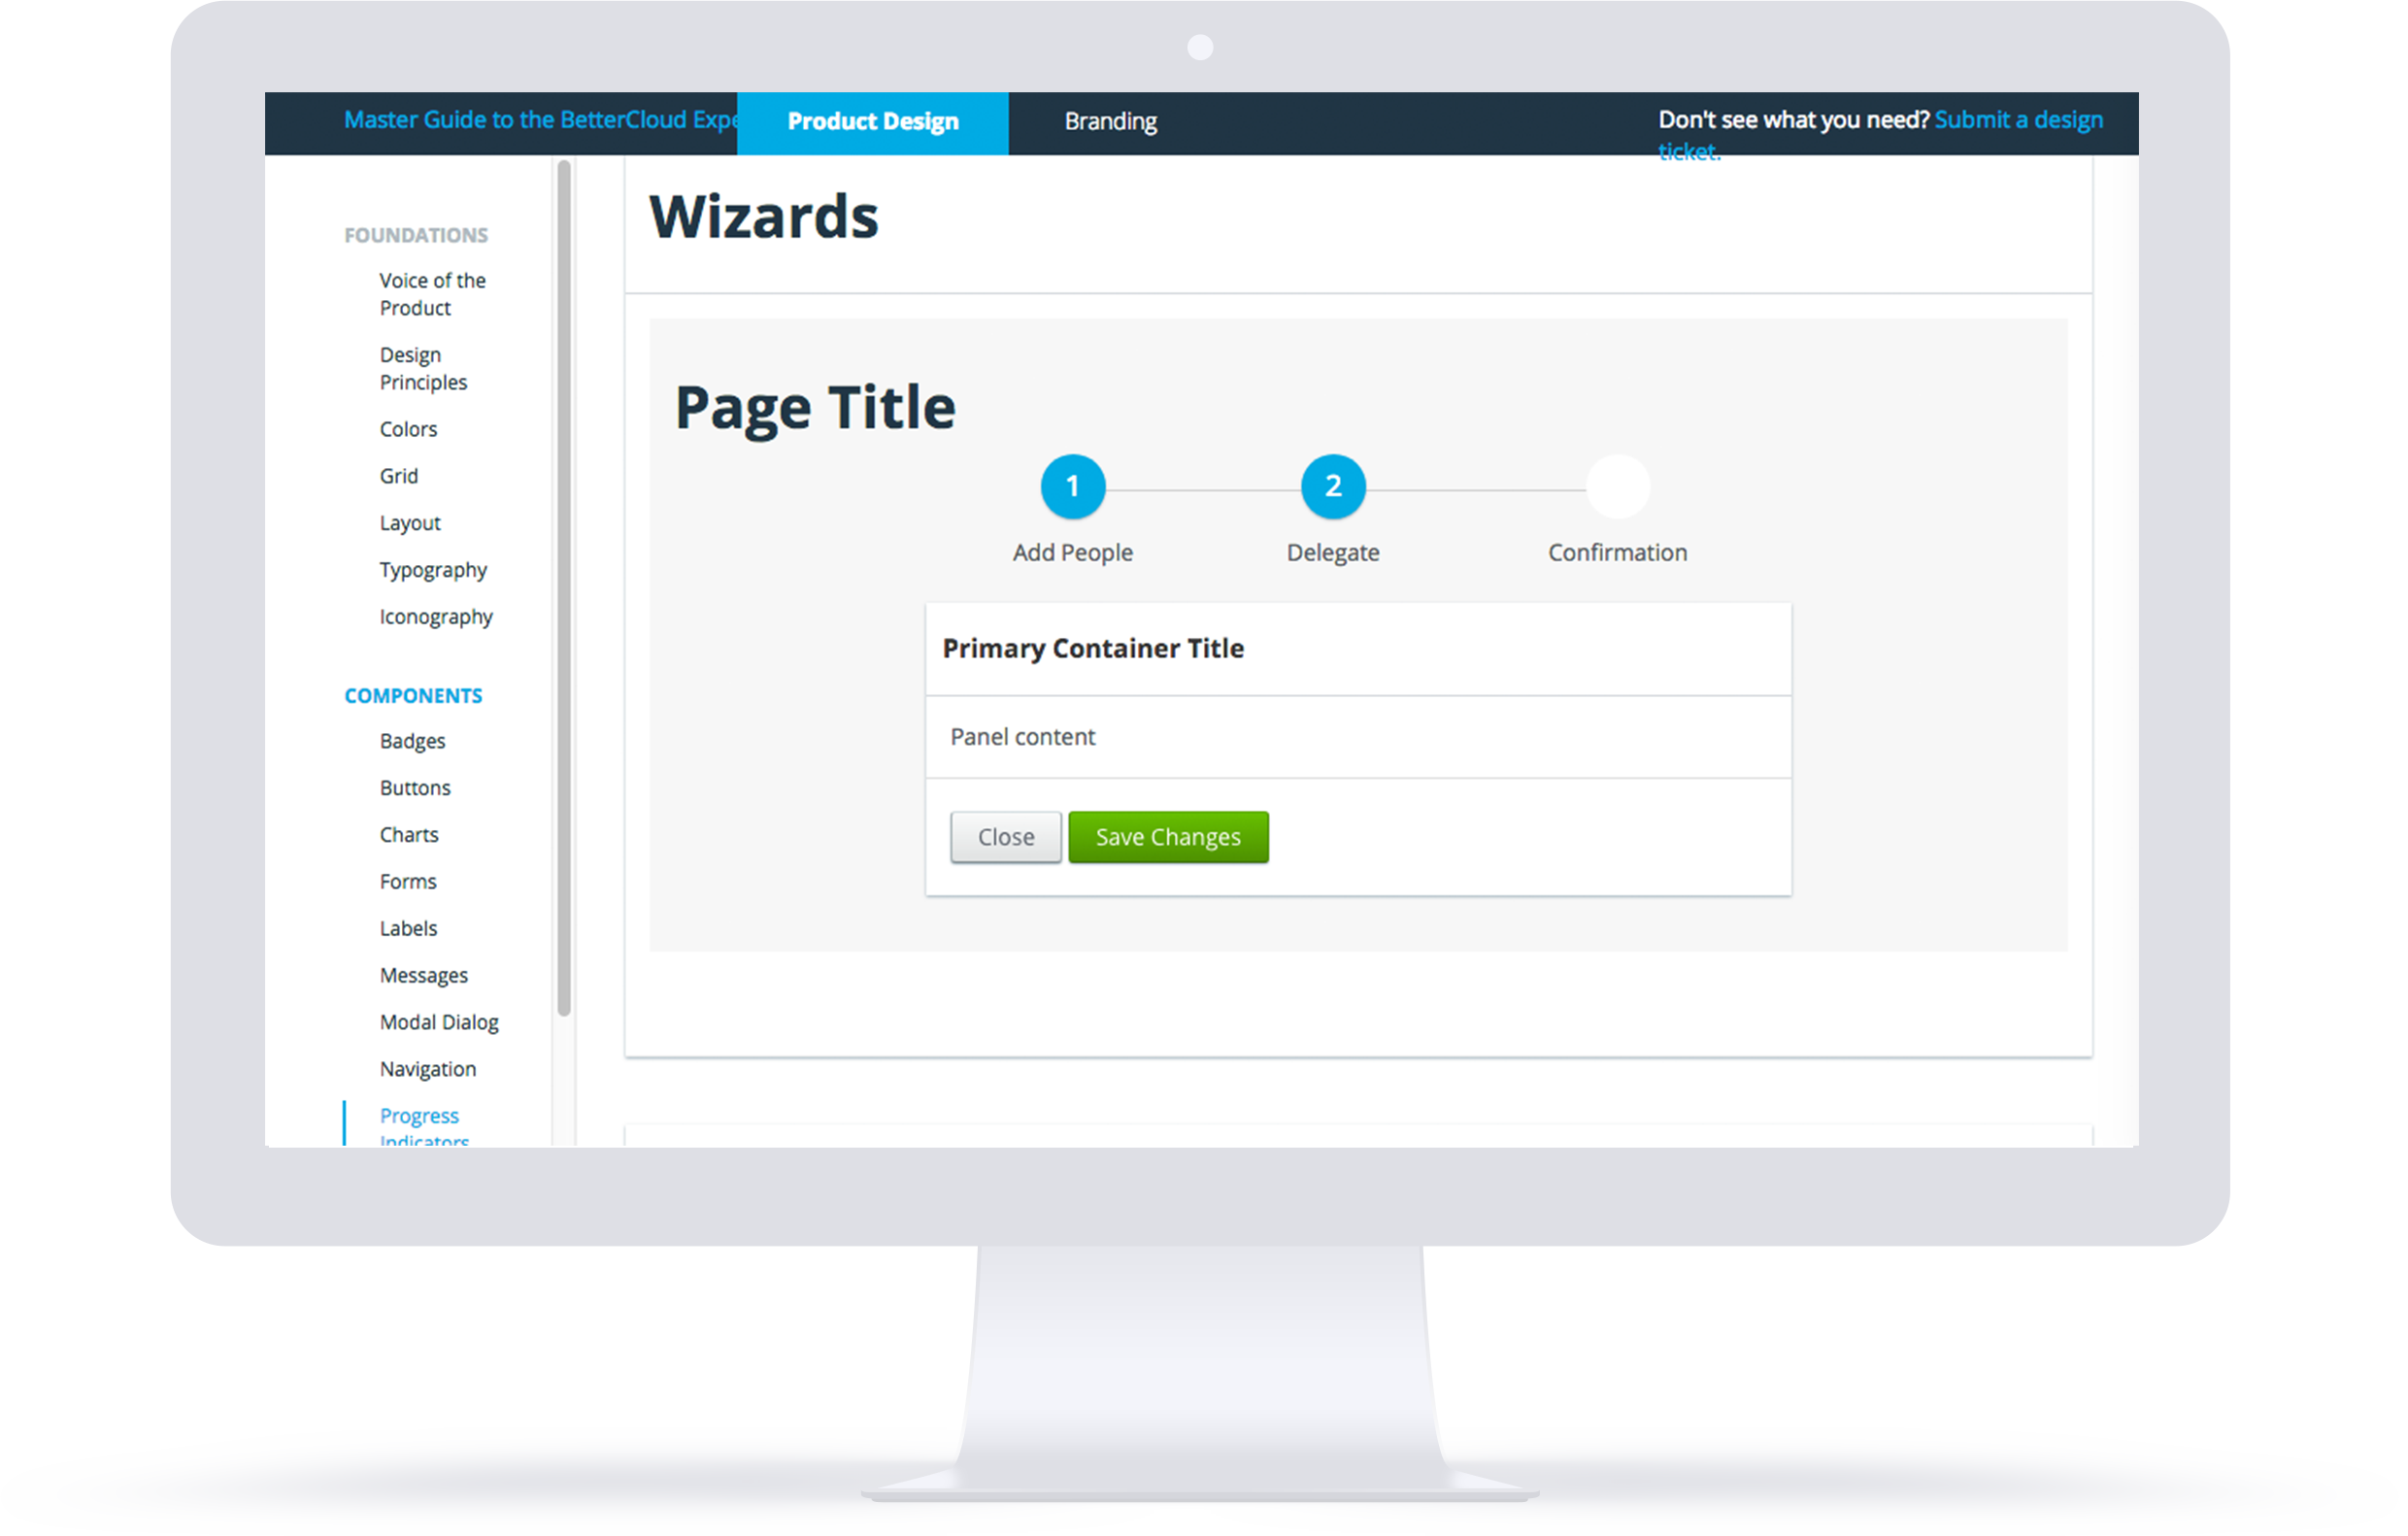 Master Guide to the BetterCloud Expe
Product Design
Branding
Don't see what you need? Submit a design
ticket.
FOUNDATIONS
Voice of the
Product
Design
Principles
Colors
Grid
Layout
Typography
Iconography
COMPONENTS
Badges
Buttons
Charts
Forms
Labels
Messages
Modal Dialog
Navigation
Progress
Indicators
Wizards
Page Title
1
2
Add People
Delegate
Confirmation
Primary Container Title
Panel content
Close
Save Changes